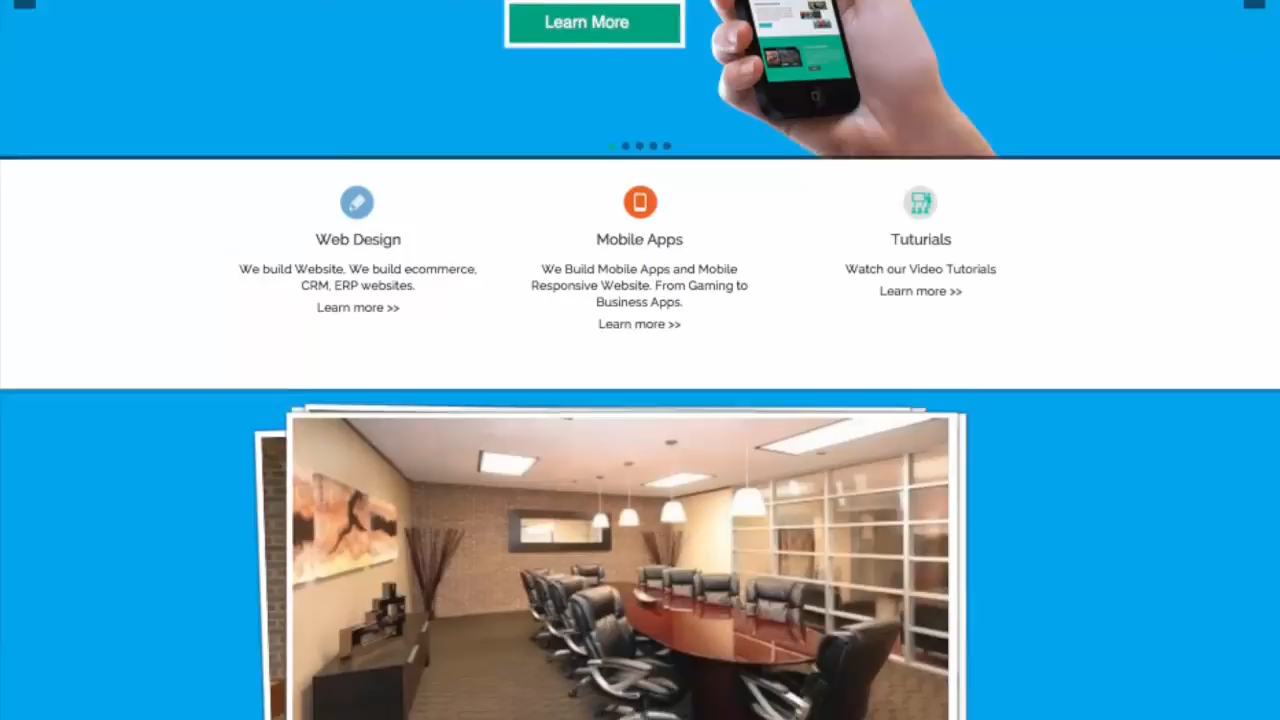 Learn More
Web Design
We build Website. We build ecommerce,
CRM, ERP websites.
Learn more >>
Mobile Apps
We Build Mobile Apps and Mobile
Responsive Website. From Gaming to
Business Apps.
Learn more >>
Tuturials
Watch our Video Tutorials
Learn more >>